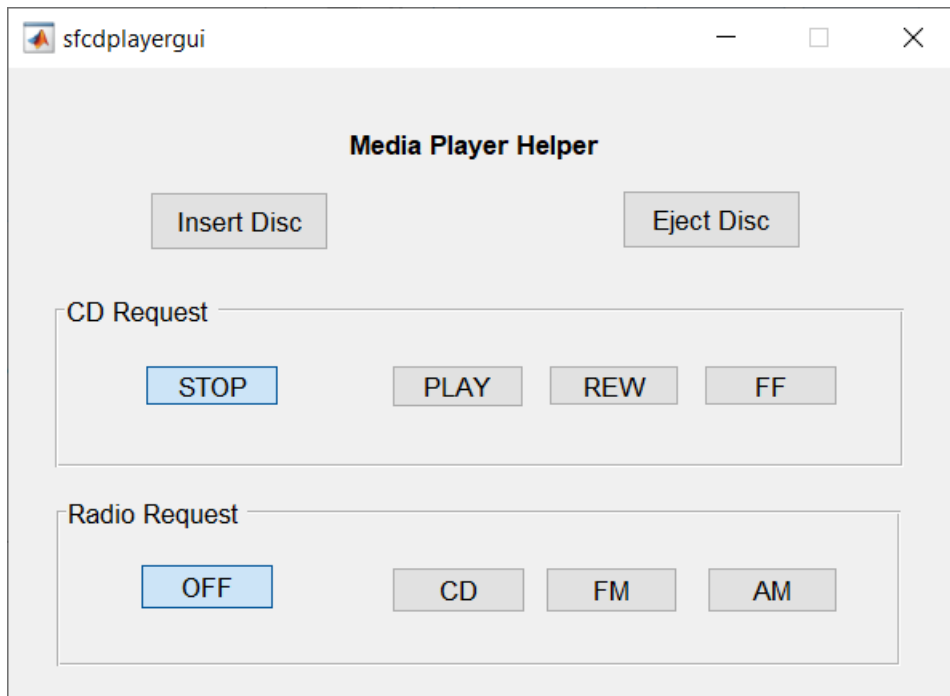 sfcdplayergui
Media Player Helper
Insert Disc Eject Disc
CD Request
STOP PLAY REW FF
Radio Request
OFF CD FM AM